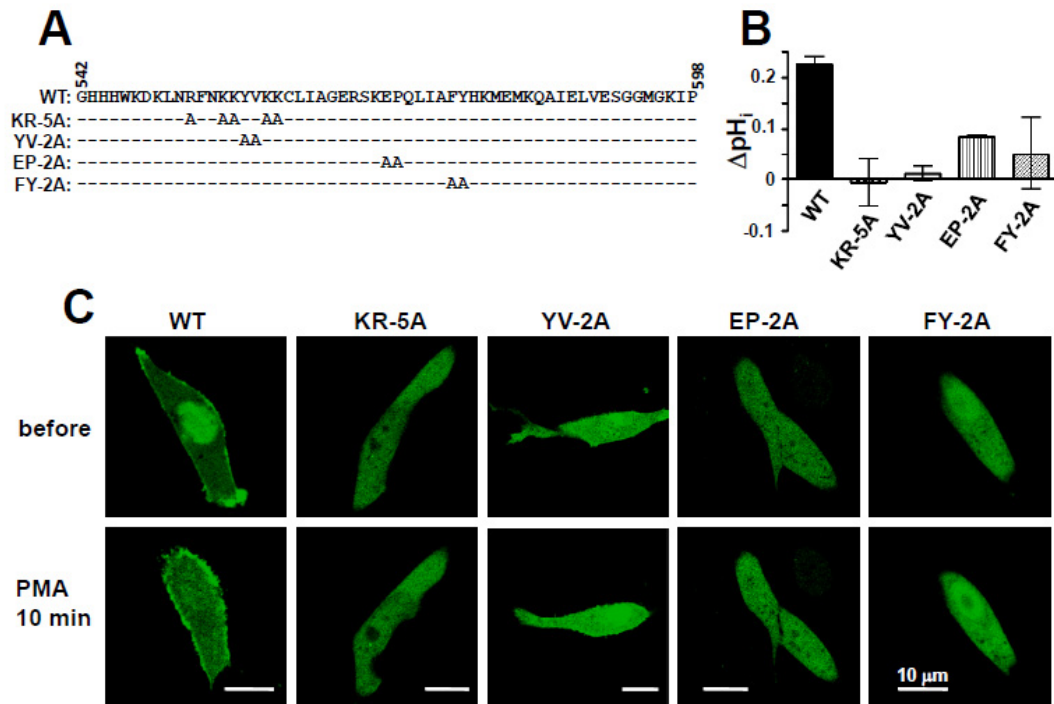 A
542
598
WT: GHHHWKDKLNRFNKKYVKKCLIAGERSKEPQLIAFYHKMEMKQAIELVESGGMGKIP
KR-5A: ----------A--AA--AA--------------------------------------
YV-2A: ---------------AA----------------------------------------
EP-2A: ----------------------------AA---------------------------
FY-2A: ----------------------------------AA---------------------
B
ΔpHi
0.2
0.1
0
-0.1
WT
KR-5A
YV-2A
EP-2A
FY-2A
C
WT KR-5A YV-2A EP-2A FY-2A
before
PMA
10 min
10 μm